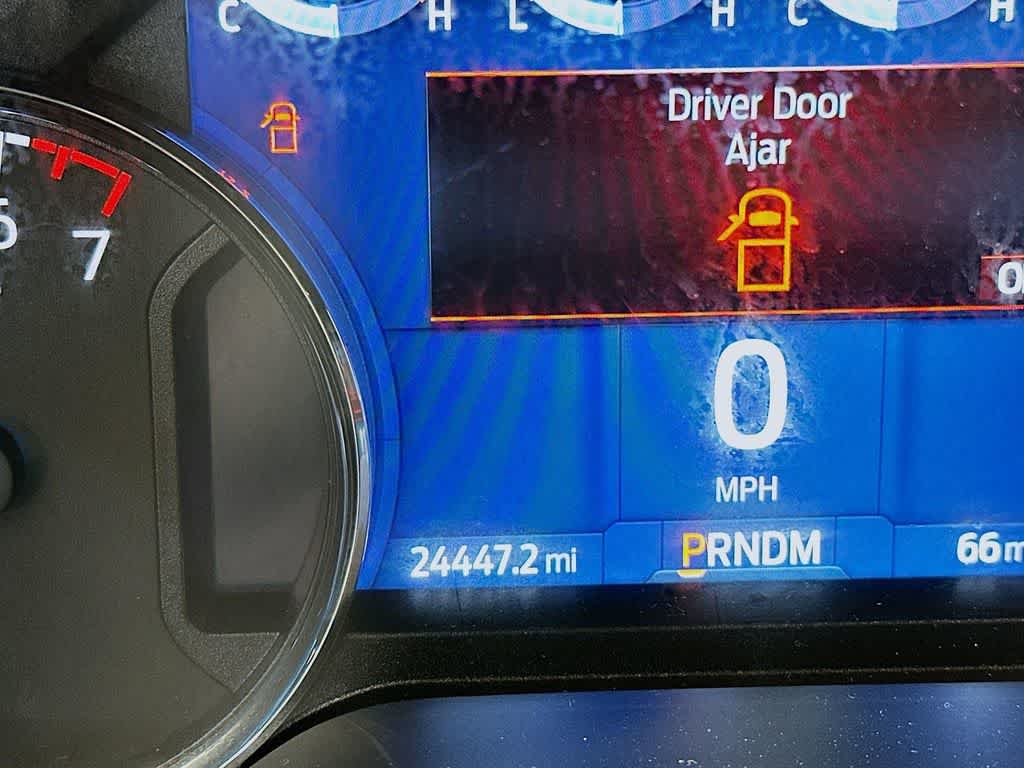 C H L H C H
Driver Door
Ajar
7
0
MPH
24447.2 mi
PRNDM
66